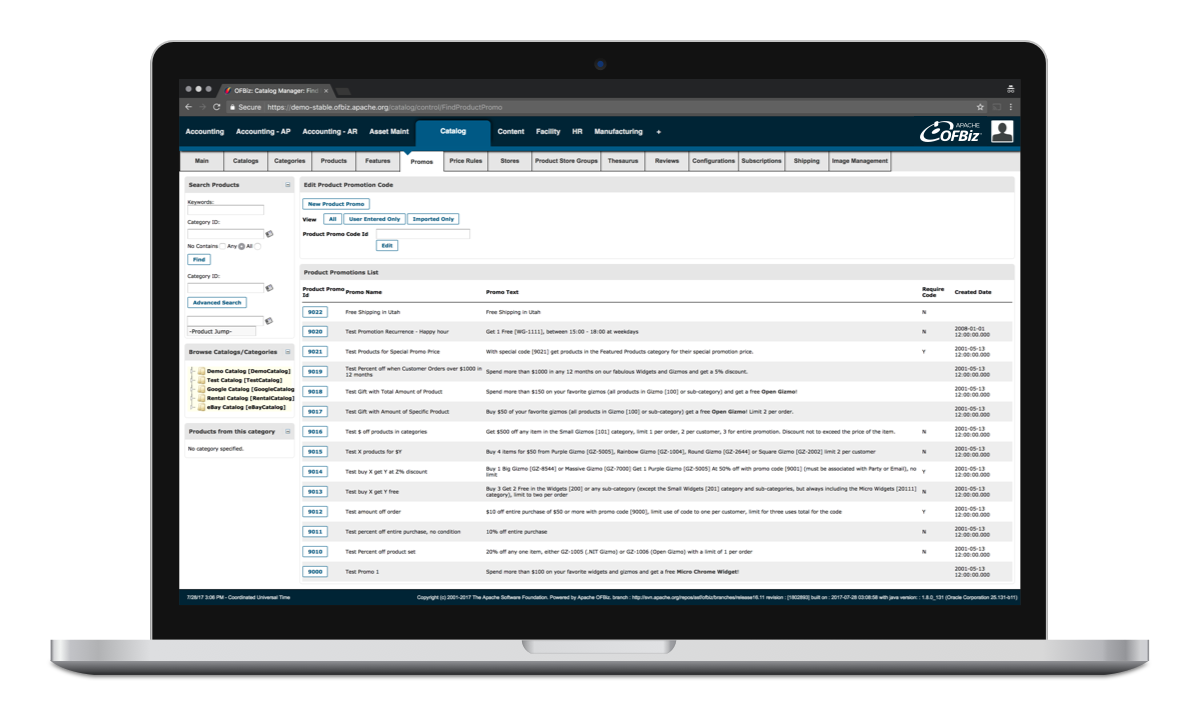 OFBiz: Catalog Manager: Find
Secure https://demo-stable.ofbiz.apache.org/catalog/control/FindProductPromo
Accounting Accounting - AP Accounting - AR Asset Maint Catalog Content Facility HR Manufacturing +
APACHE
OFBiz
Main Catalogs Categories Products Features Promos Price Rules Stores Product Store Groups Thesaurus Reviews Configurations Subscriptions Shipping Image Management
Search Products
Keywords:
Category ID:
No Contains Any All
Find
Category ID:
Advanced Search
-Product Jump-
Browse Catalogs/Categories
Demo Catalog [DemoCatalog]
Test Catalog [TestCatalog]
Google Catalog [GoogleCatalog
Rental Catalog [RentalCatalog]
eBay Catalog [eBayCatalog]
Products from this category
No category specified.
Edit Product Promotion Code
New Product Promo
View All User Entered Only Imported Only
Product Promo Code Id
Edit
Product Promotions List
Product Promo Id Promo Name Promo Text Require Code Created Date
9022 Free Shipping in Utah Free Shipping in Utah N
9020 Test Promotion Recurrence - Happy hour Get 1 Free [WG-1111], between 15:00 - 18:00 at weekdays N 2008-01-01 12:00:00.000
9021 Test Products for Special Promo Price With special code [9021] get products in the Featured Products category for their special promotion price. Y 2001-05-13 12:00:00.000
9019 Test Percent off when Customer Orders over $1000 in 12 months Spend more than $1000 in any 12 months on our fabulous Widgets and Gizmos and get a 5% discount. 2001-05-13 12:00:00.000
9018 Test Gift with Total Amount of Product Spend more than $150 on your favorite gizmos (all products in Gizmo [100] or sub-category) and get a free Open Gizmo! 2001-05-13 12:00:00.000
9017 Test Gift with Amount of Specific Product Buy $50 of your favorite gizmos (all products in Gizmo [100] or sub-category) get a free Open Gizmo! Limit 2 per order. 2001-05-13 12:00:00.000
9016 Test $ off products in categories Get $500 off any item in the Small Gizmos [101] category, limit 1 per order, 2 per customer, 3 for entire promotion. Discount not to exceed the price of the item. N 2001-05-13 12:00:00.000
9015 Test X products for $Y Buy 4 items for $50 from Purple Gizmo [GZ-5005], Rainbow Gizmo [GZ-1004], Round Gizmo [GZ-2644] or Square Gizmo [GZ-2002] limit 2 per customer N 2001-05-13 12:00:00.000
9014 Test buy X get Y at Z% discount Buy 1 Big Gizmo [GZ-8544] or Massive Gizmo [GZ-7000] Get 1 Purple Gizmo [GZ-5005] At 50% off with promo code [9001] (must be associated with Party or Email), no limit Y 2001-05-13 12:00:00.000
9013 Test buy X get Y free Buy 3 Get 2 Free in the Widgets [200] or any sub-category (except the Small Widgets [201] category and sub-categories, but always including the Micro Widgets [20111] category), limit to two per order N 2001-05-13 12:00:00.000
9012 Test amount off order $10 off entire purchase of $50 or more with promo code [9000], limit use of code to one per customer, limit for three uses total for the code Y 2001-05-13 12:00:00.000
9011 Test percent off entire purchase, no condition 10% off entire purchase N 2001-05-13 12:00:00.000
9010 Test Percent off product set 20% off any one item, either GZ-1005 (.NIT Gizmo) or GZ-1006 (Open Gizmo) with a limit of 1 per order N 2001-05-13 12:00:00.000
9000 Test Promo 1 Spend more than $100 on your favorite widgets and gizmos and get a free Micro Chrome Widget! 2001-05-13 12:00:00.000
7/28/17 3:08 PM - Coordinated Universal Time Copyright (c) 2001-2017 The Apache Software Foundation. Powered by Apache OFBiz. branch : http://svn.apache.org/repos/asf/ofbiz/branches/release16.11 revision : [1802893] built on : 2017-07-28 03:08:58 with java version: : 1.8.0_131 (Oracle Corporation 25.131-b11)